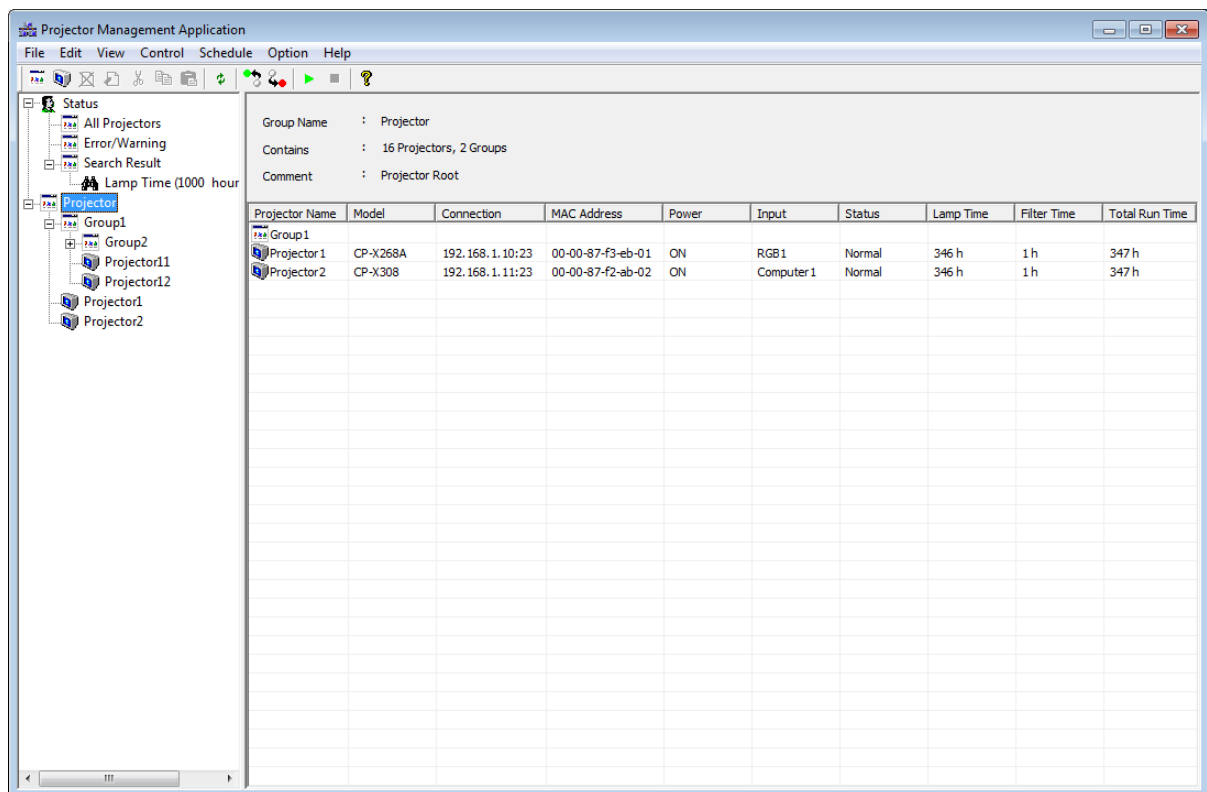 Projector Management Application
File Edit View Control Schedule Option Help
Status
All Projectors
Error/Warning
Search Result
Lamp Time (1000 hour
Projector
Group1
Group2
Projector11
Projector12
Projector1
Projector2
Group Name : Projector
Contains : 16 Projectors, 2 Groups
Comment : Projector Root
Projector Name Model Connection MAC Address Power Input Status Lamp Time Filter Time Total Run Time
Group1
Projector1 CP-X268A 192.168.1.10:23 00-00-87-f3-eb-01 ON RGB1 Normal 346 h 1 h 347 h
Projector2 CP-X308 192.168.1.11:23 00-00-87-f2-ab-02 ON Computer1 Normal 346 h 1 h 347 h